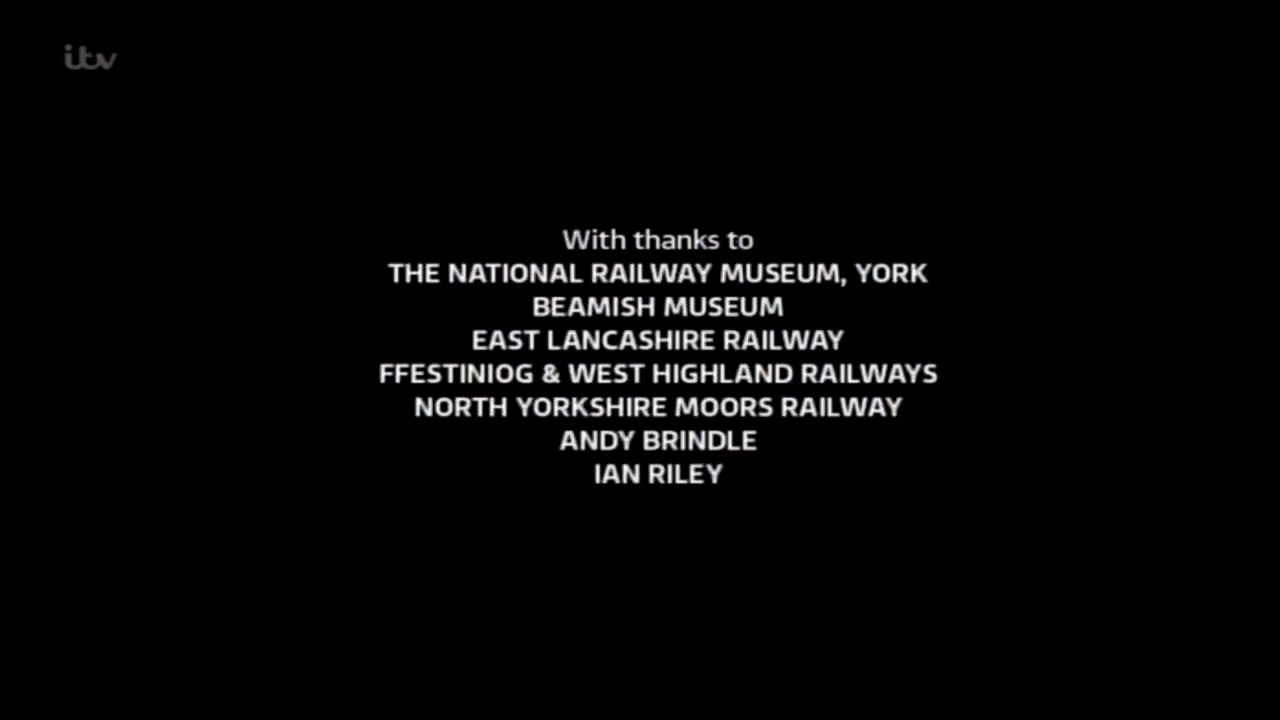 itv
With thanks to
THE NATIONAL RAILWAY MUSEUM, YORK
BEAMISH MUSEUM
EAST LANCASHIRE RAILWAY
FFESTINIOG & WEST HIGHLAND RAILWAYS
NORTH YORKSHIRE MOORS RAILWAY
ANDY BRINDLE
IAN RILEY